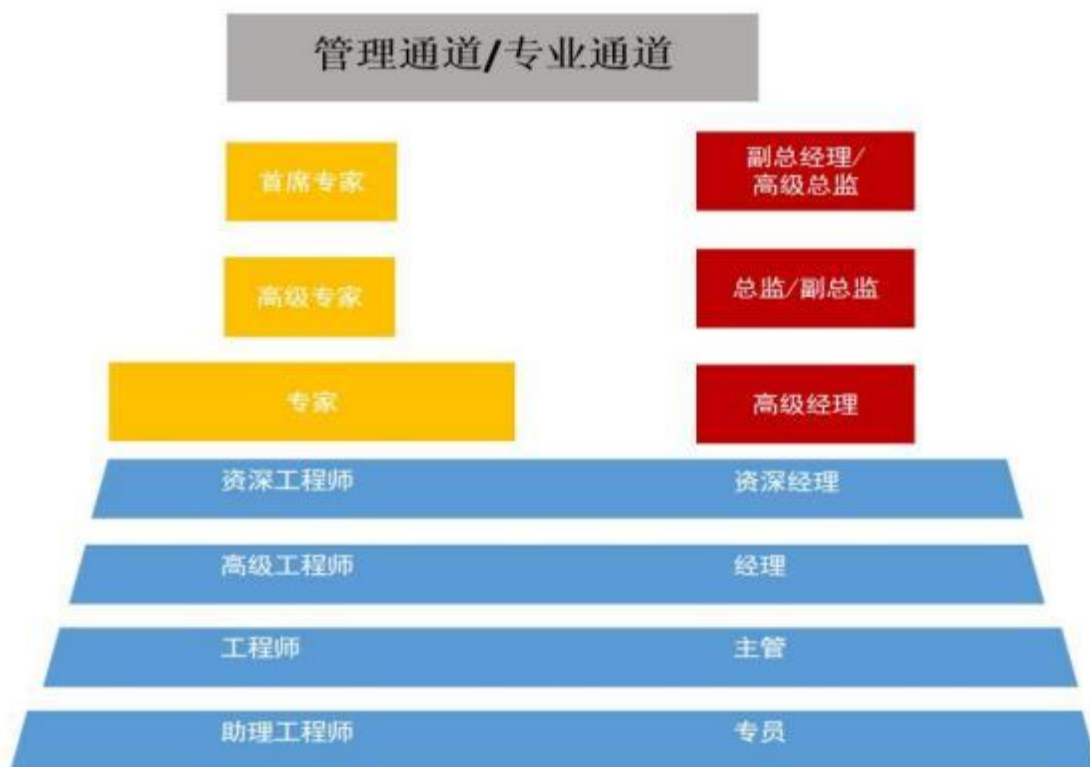 管理通道/专业通道
首席专家
副总经理/
高级总监
高级专家
总监/副总监
专家
高级经理
资深工程师
资深经理
高级工程师
经理
工程师
主管
助理工程师
专员